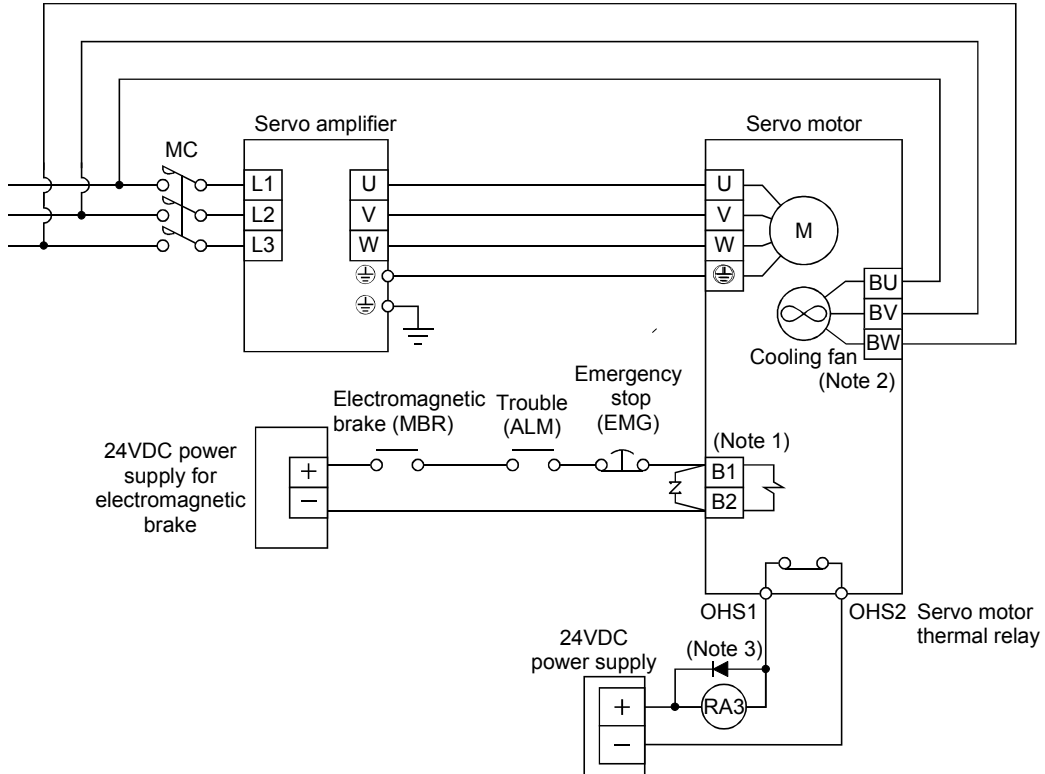 Servo amplifier
Servo motor
MC
L1
U
U
L2
V
V
M
L3
W
W
BU
BV
BW
Cooling fan
(Note 2)
Emergency
stop
(EMG)
Electromagnetic
brake (MBR)
Trouble
(ALM)
24VDC power
supply for
electromagnetic
brake
+
−
(Note 1)
B1
B2
OHS1
OHS2
Servo motor
thermal relay
24VDC
power supply
(Note 3)
+
RA3
−